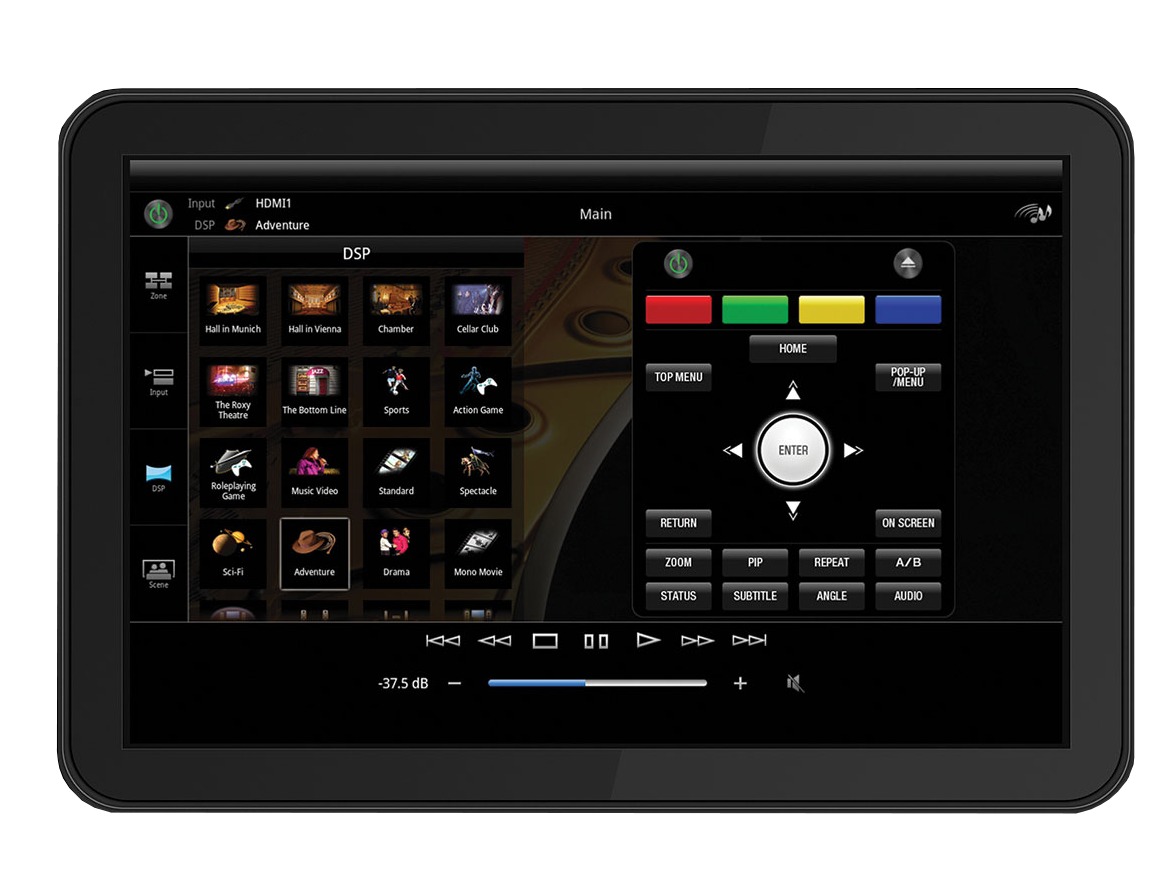 Input HDMI1
DSP Adventure
Main
Zone
Input
DSP
Scene
DSP
Hall in Munich
Hall in Vienna
Chamber
Cellar Club
The Roxy
Theatre
The Bottom Line
JAZZ
Sports
Action Game
Roleplaying
Game
Music Video
Standard
Spectacle
Sci-Fi
Adventure
Drama
Mono Movie
HOME
TOP MENU
POP-UP
/MENU
ENTER
RETURN
ON SCREEN
ZOOM
PIP
REPEAT
A/B
STATUS
SUBTITLE
ANGLE
AUDIO
-37.5 dB